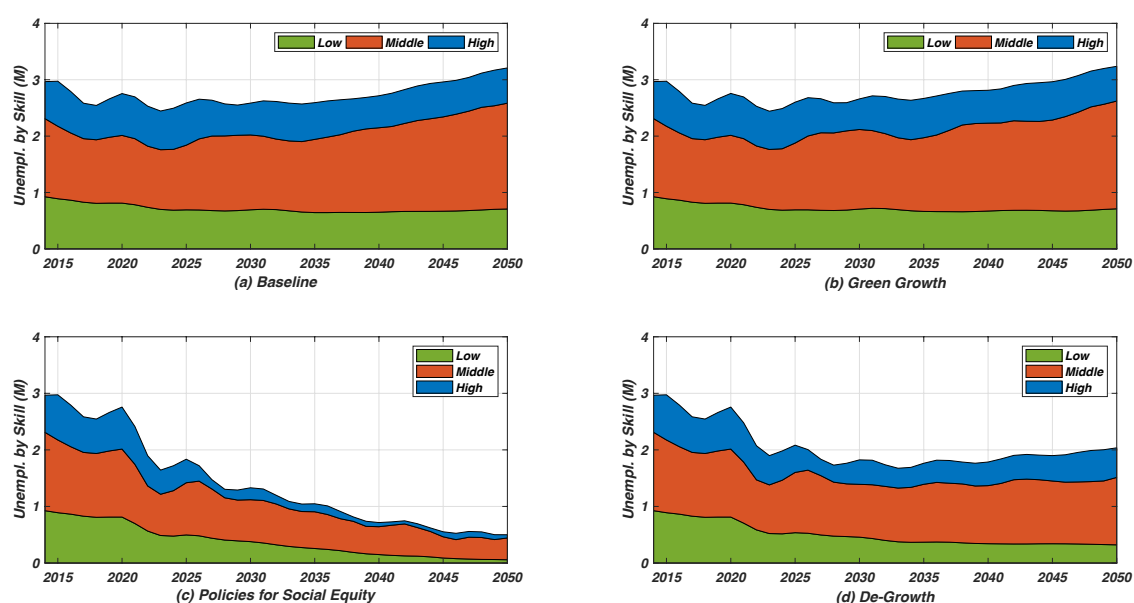 4
3
2
1
0
Unempl. by Skill (M)
Low Middle High
2015 2020 2025 2030 2035 2040 2045 2050
(a) Baseline
4
3
2
1
0
Unempl. by Skill (M)
Low Middle High
2015 2020 2025 2030 2035 2040 2045 2050
(b) Green Growth
4
3
2
1
0
Unempl. by Skill (M)
Low
Middle
High
2015 2020 2025 2030 2035 2040 2045 2050
(c) Policies for Social Equity
4
3
2
1
0
Unempl. by Skill (M)
Low
Middle
High
2015 2020 2025 2030 2035 2040 2045 2050
(d) De-Growth